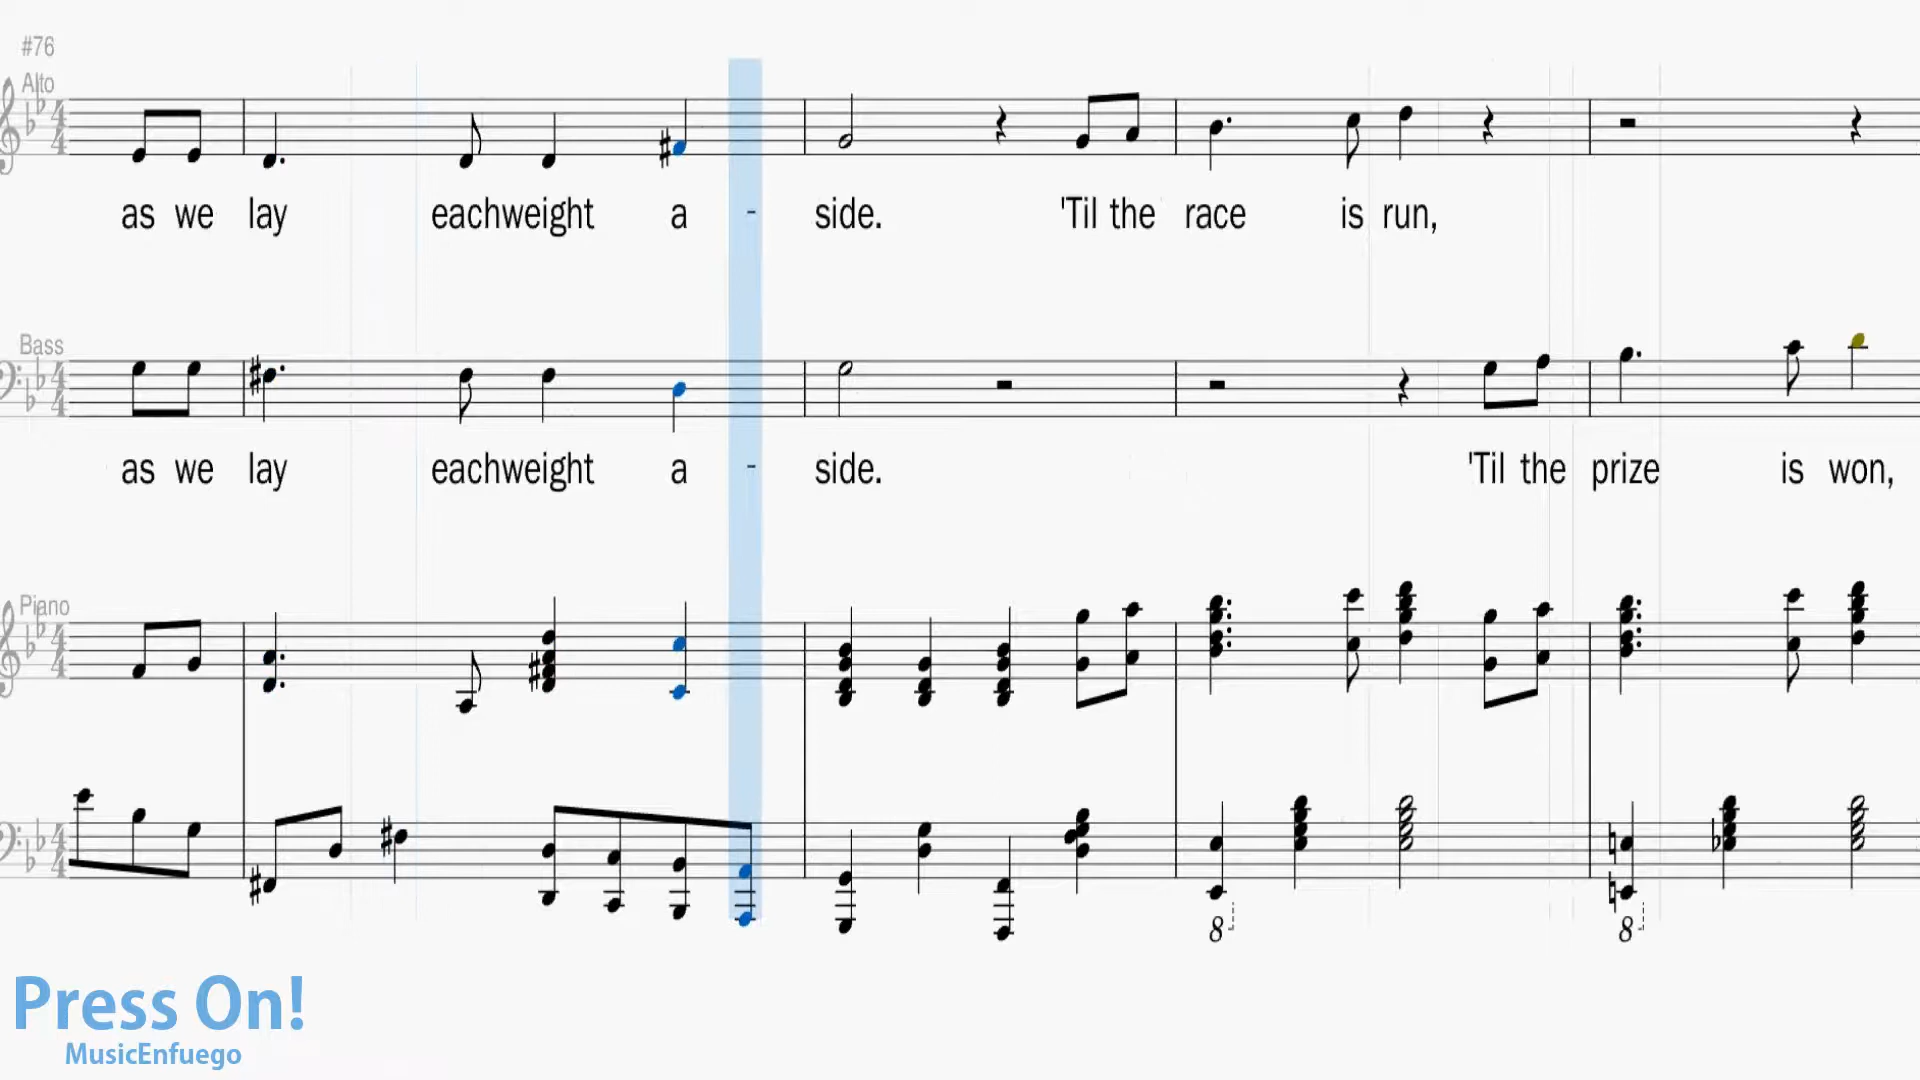 #76
Alto
as we lay eachweight a - side. 'Til the race is run,
Bass
as we lay eachweight a - side. 'Til the prize is won,
Piano
8 8
Press On!
MusicEnfuego